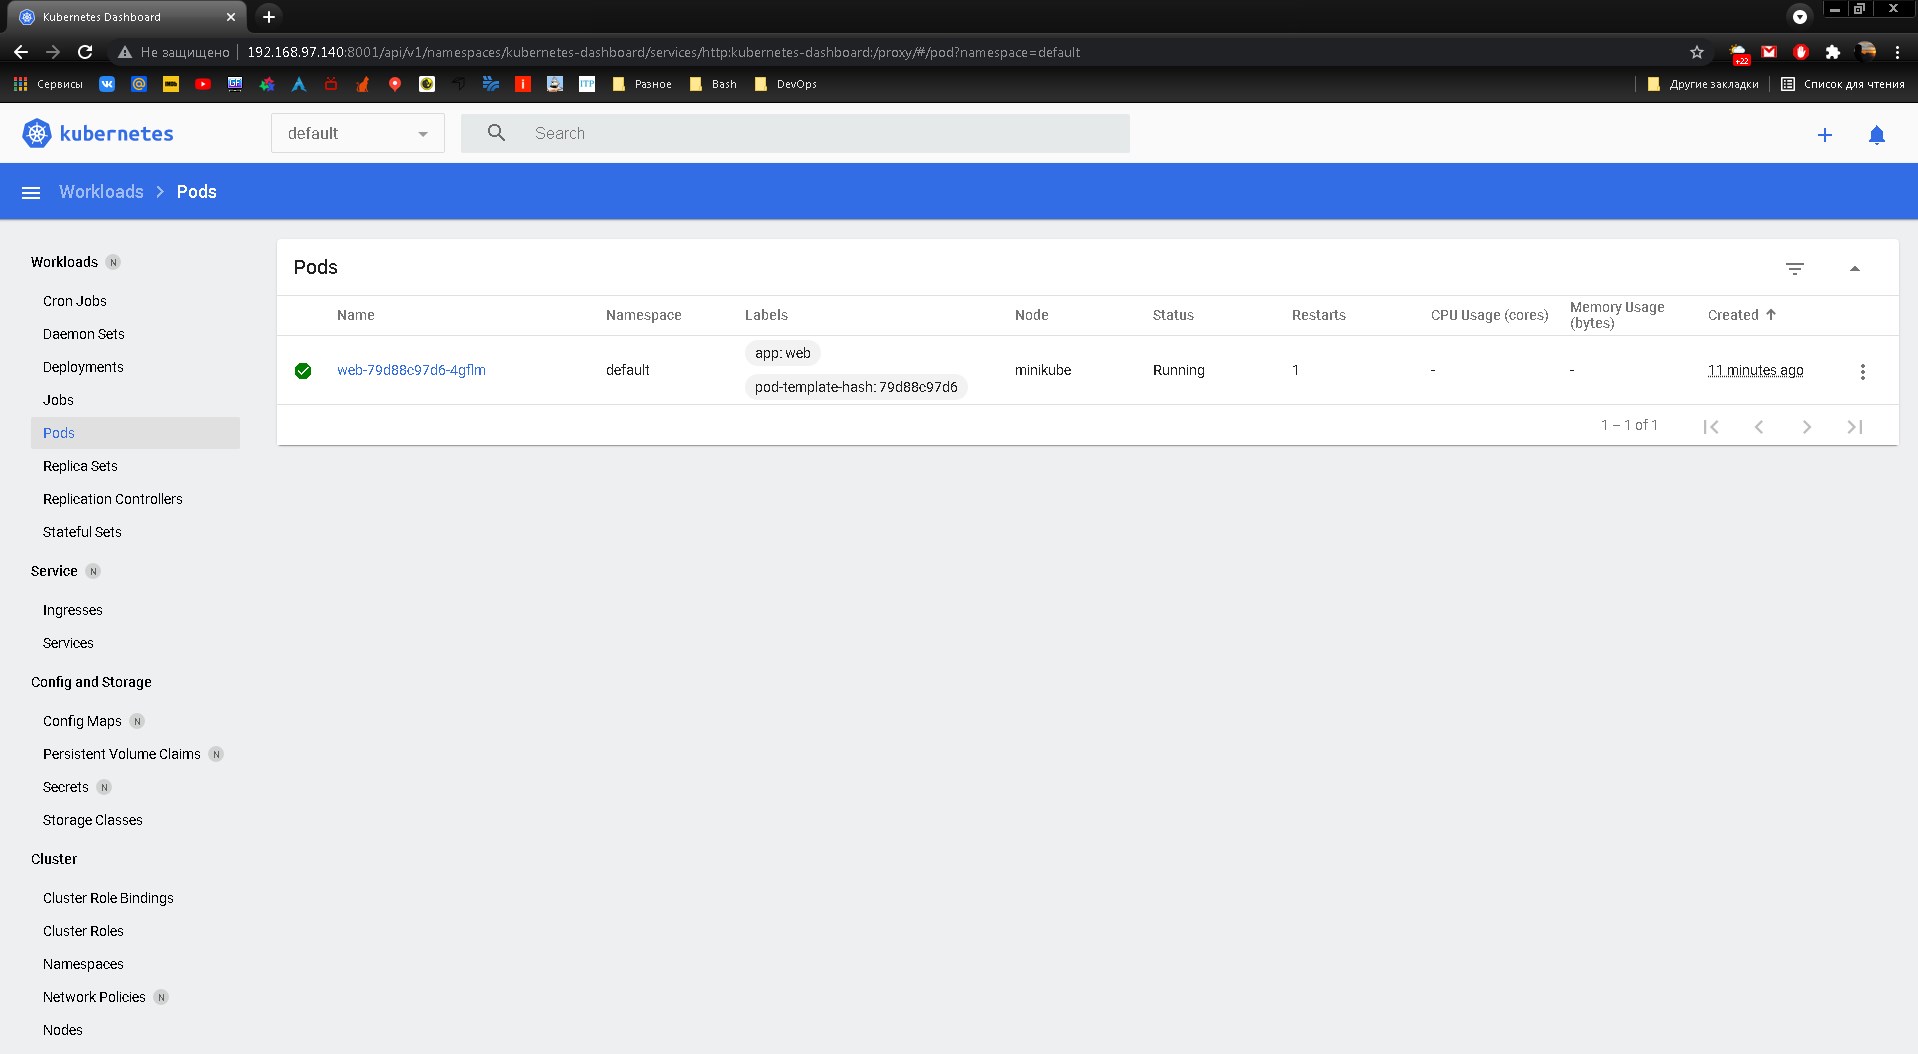 Kubernetes Dashboard
Не защищено
192.168.97.140:8001/api/v1/namespaces/kubernetes-dashboard/services/http:kubernetes-dashboard:/proxy/#/pod?namespace=default
+22
Сервисы
Разное
Bash
DevOps
Другие закладки
Список для чтения
kubernetes
default
Search
Workloads
Pods
Workloads N
Cron Jobs
Daemon Sets
Deployments
Jobs
Pods
Replica Sets
Replication Controllers
Stateful Sets
Service N
Ingresses
Services
Config and Storage
Config Maps N
Persistent Volume Claims N
Secrets N
Storage Classes
Cluster
Cluster Role Bindings
Cluster Roles
Namespaces
Network Policies N
Nodes
Pods
Name
Namespace
Labels
Node
Status
Restarts
CPU Usage (cores)
Memory Usage
(bytes)
Created
web-79d88c97d6-4gflm
default
app: web
pod-template-hash: 79d88c97d6
minikube
Running
1
-
-
11 minutes ago
1 – 1 of 1